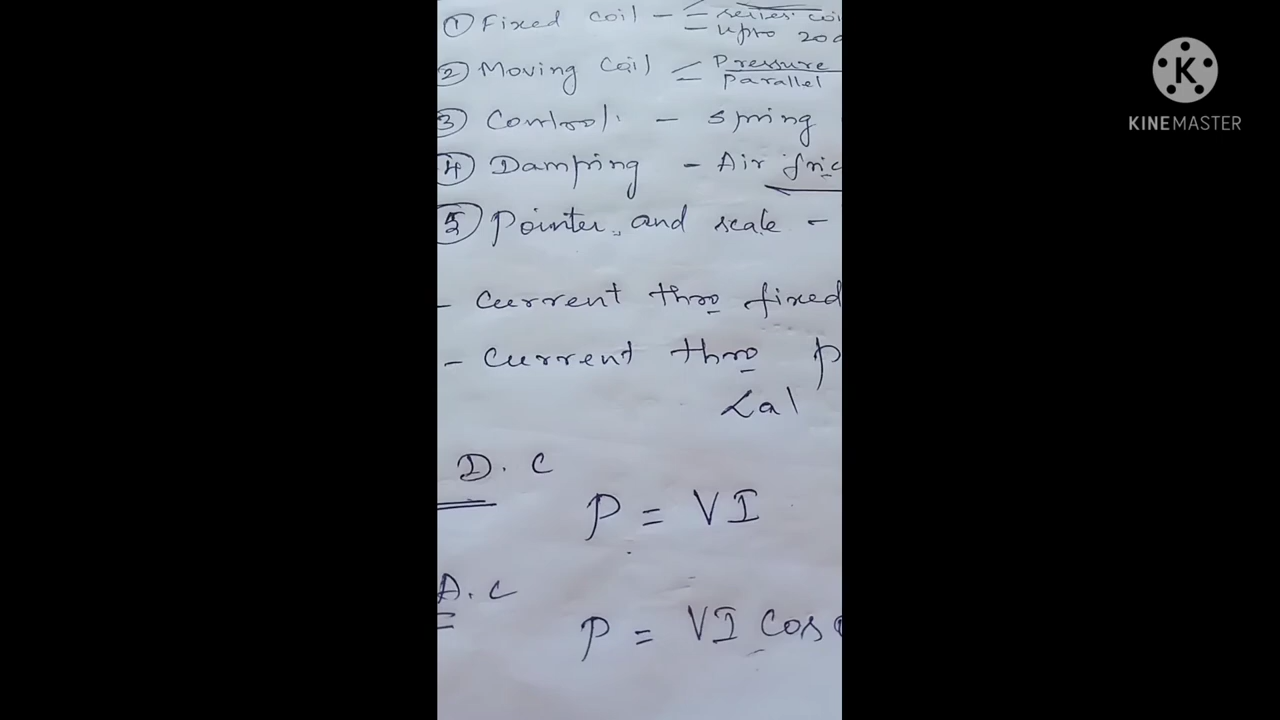 ① Fixed coil - = series coi
= upto 20
② Moving Coil < Pressure
Parallel
③ Control: - Spring
④ Damping - Air fric
⑤ Pointer, and scale -
- Current thro fixed
- Current thro p
Lal
D.C
P = VI
A.C
P = VI Cos
K
KINEMASTER